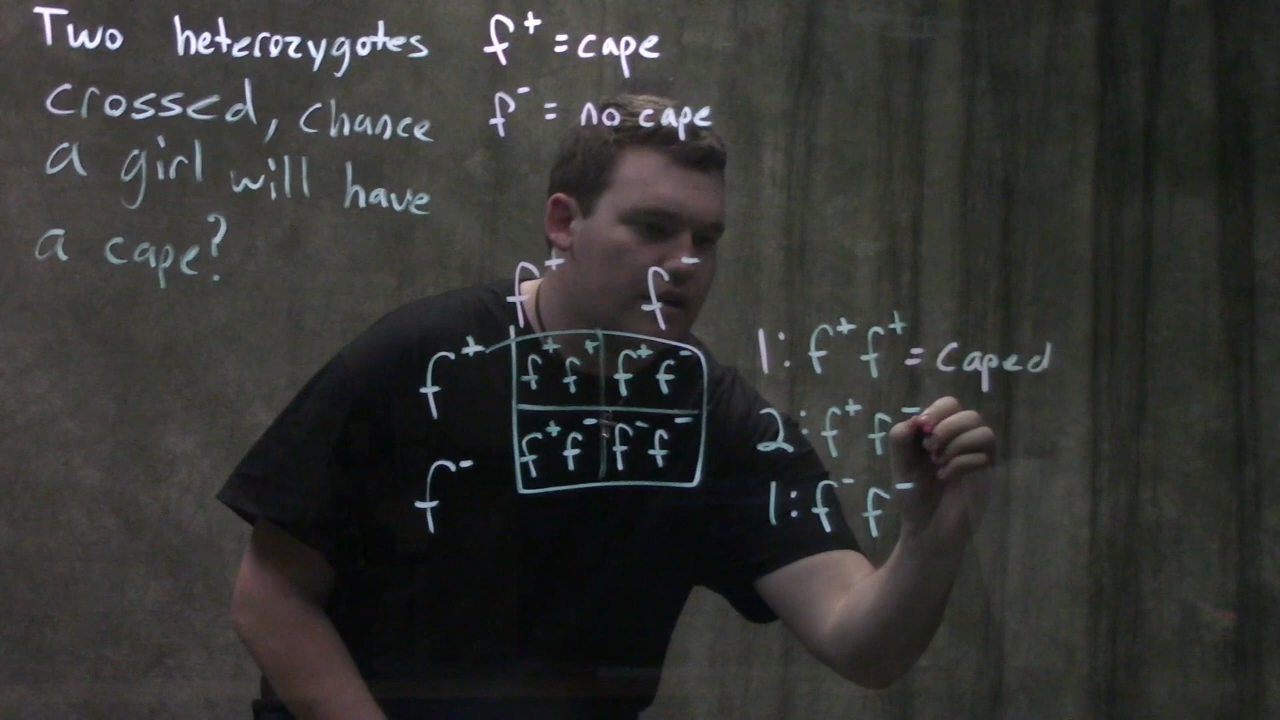 Two heterozygotes
crossed, chance
a girl will have
a cape?
f⁺ = cape
f⁻ = no cape
f⁺ f⁻
f⁺ f⁺f⁺ f⁺f⁻
f⁻ f⁺f⁻ f⁻f⁻
1: f⁺f⁺ = caped
2: f⁺f⁻
1: f⁻f⁻